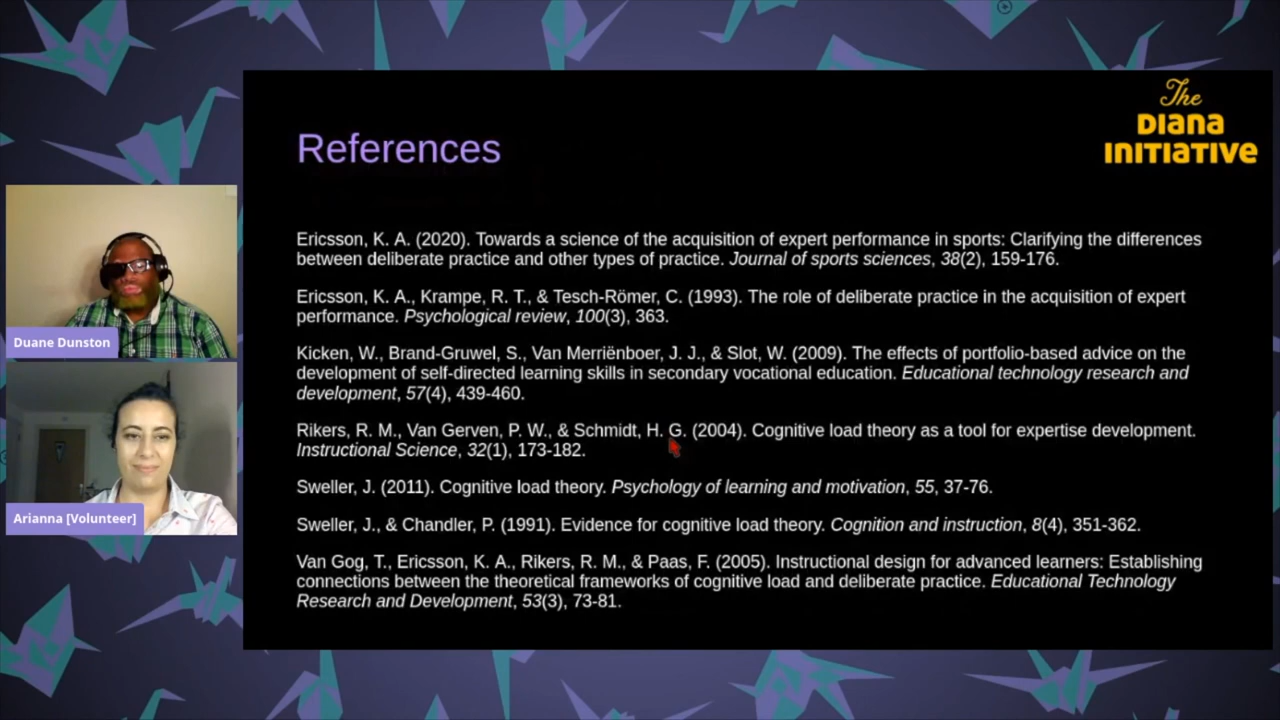 The
DIANA
INITIATIVE
References
Ericsson, K. A. (2020). Towards a science of the acquisition of expert performance in sports: Clarifying the differences
between deliberate practice and other types of practice. Journal of sports sciences, 38(2), 159-176.
Ericsson, K. A., Krampe, R. T., & Tesch-Römer, C. (1993). The role of deliberate practice in the acquisition of expert
performance. Psychological review, 100(3), 363.
Kicken, W., Brand-Gruwel, S., Van Merriënboer, J. J., & Slot, W. (2009). The effects of portfolio-based advice on the
development of self-directed learning skills in secondary vocational education. Educational technology research and
development, 57(4), 439-460.
Rikers, R. M., Van Gerven, P. W., & Schmidt, H. G. (2004). Cognitive load theory as a tool for expertise development.
Instructional Science, 32(1), 173-182.
Sweller, J. (2011). Cognitive load theory. Psychology of learning and motivation, 55, 37-76.
Sweller, J., & Chandler, P. (1991). Evidence for cognitive load theory. Cognition and instruction, 8(4), 351-362.
Van Gog, T., Ericsson, K. A., Rikers, R. M., & Paas, F. (2005). Instructional design for advanced learners: Establishing
connections between the theoretical frameworks of cognitive load and deliberate practice. Educational Technology
Research and Development, 53(3), 73-81.
Duane Dunston
Arianna [Volunteer]